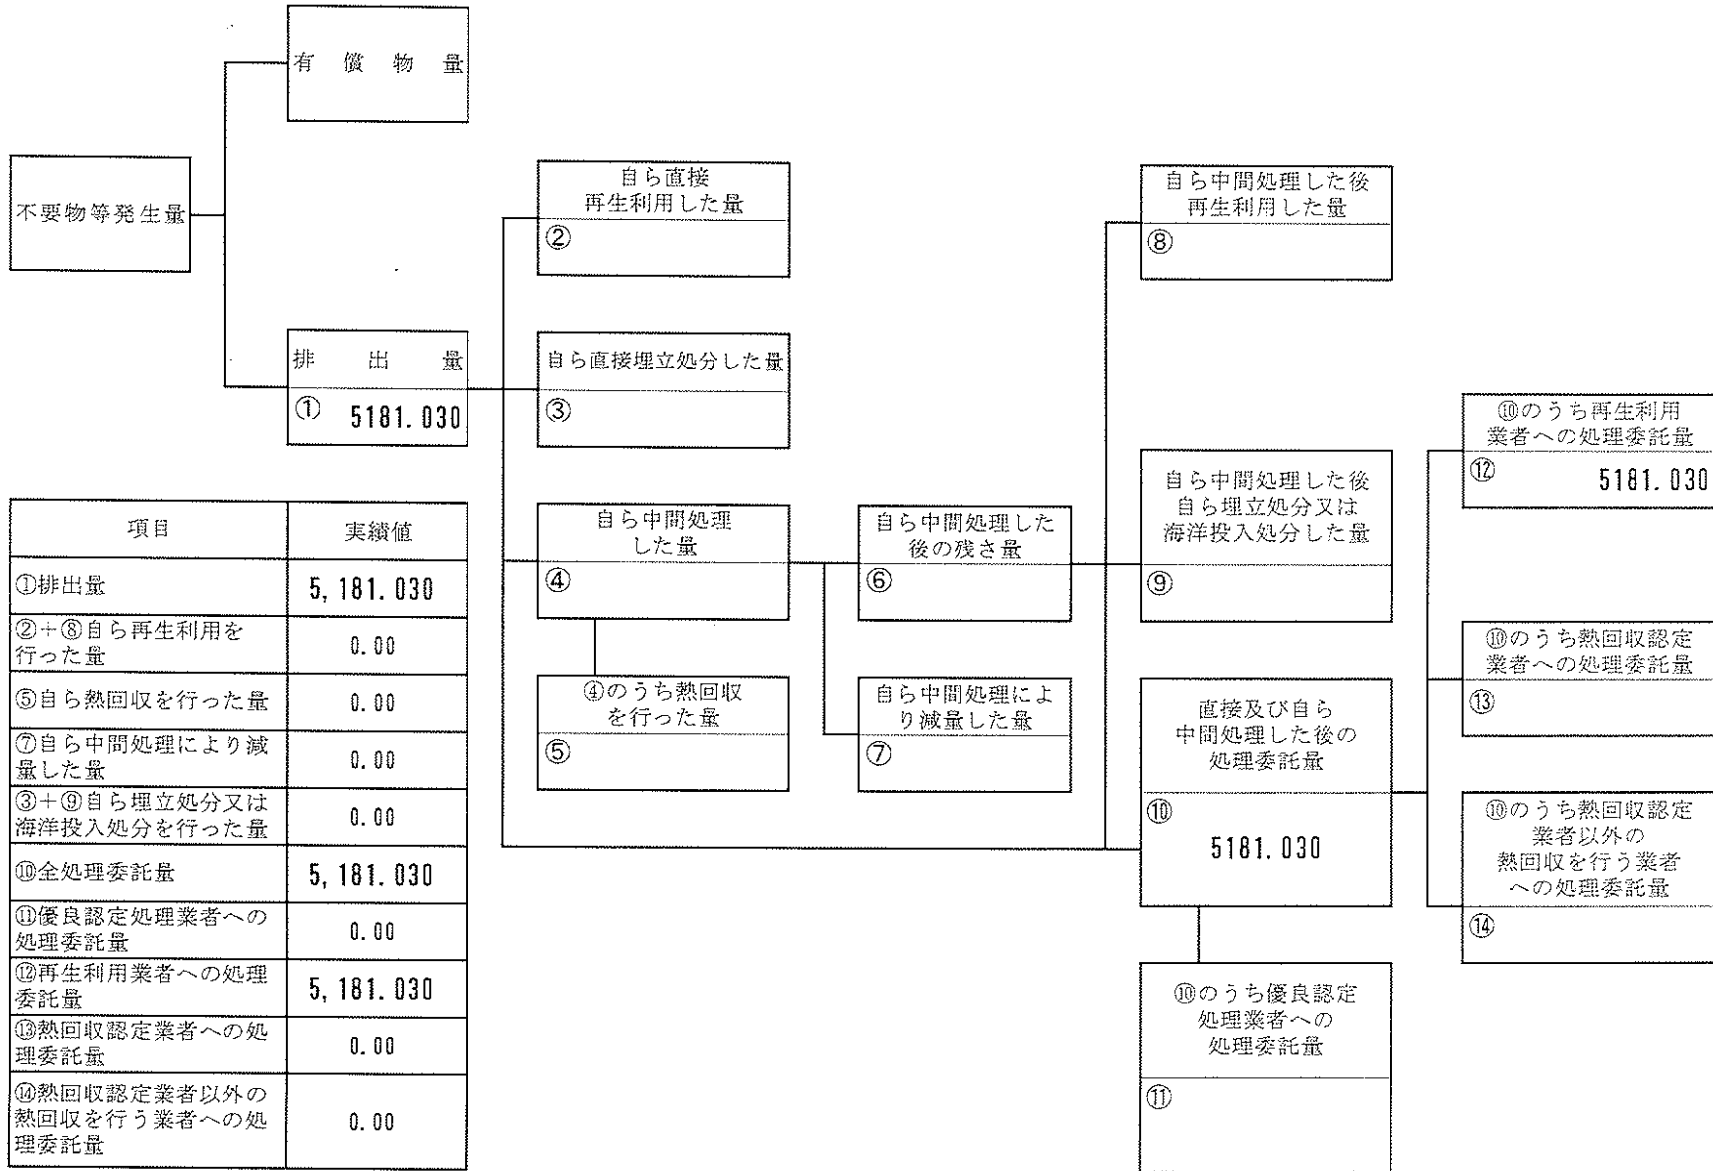 有償物量
不要物等発生量
排出量
① 5181.030
自ら直接
再生利用した量
②
自ら直接埋立処分した量
③
自ら中間処理
した量
④
④のうち熱回収
を行った量
⑤
自ら中間処理した
後の残さ量
⑥
自ら中間処理によ
り減量した量
⑦
自ら中間処理した後
再生利用した量
⑧
自ら中間処理した後
自ら埋立処分又は
海洋投入処分した量
⑨
直接及び自ら
中間処理した後の
処理委託量
⑩
5181.030
⑩のうち優良認定
処理業者への
処理委託量
⑪
⑩のうち再生利用
業者への処理委託量
⑫ 5181.030
⑩のうち熱回収認定
業者への処理委託量
⑬
⑩のうち熱回収認定
業者以外の
熱回収を行う業者
への処理委託量
⑭
項目 実績値
①排出量 5,181.030
②+⑧自ら再生利用を
行った量 0.00
⑤自ら熱回収を行った量 0.00
⑦自ら中間処理により減
量した量 0.00
③+⑨自ら埋立処分又は
海洋投入処分を行った量 0.00
⑩全処理委託量 5,181.030
⑪優良認定処理業者への
処理委託量 0.00
⑫再生利用業者への処理
委託量 5,181.030
⑬熱回収認定業者への処
理委託量 0.00
⑭熱回収認定業者以外の
熱回収を行う業者への処
理委託量 0.00